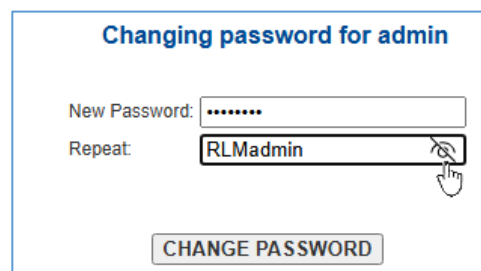 Changing password for admin
New Password: ••••••••
Repeat: RLMadmin
CHANGE PASSWORD